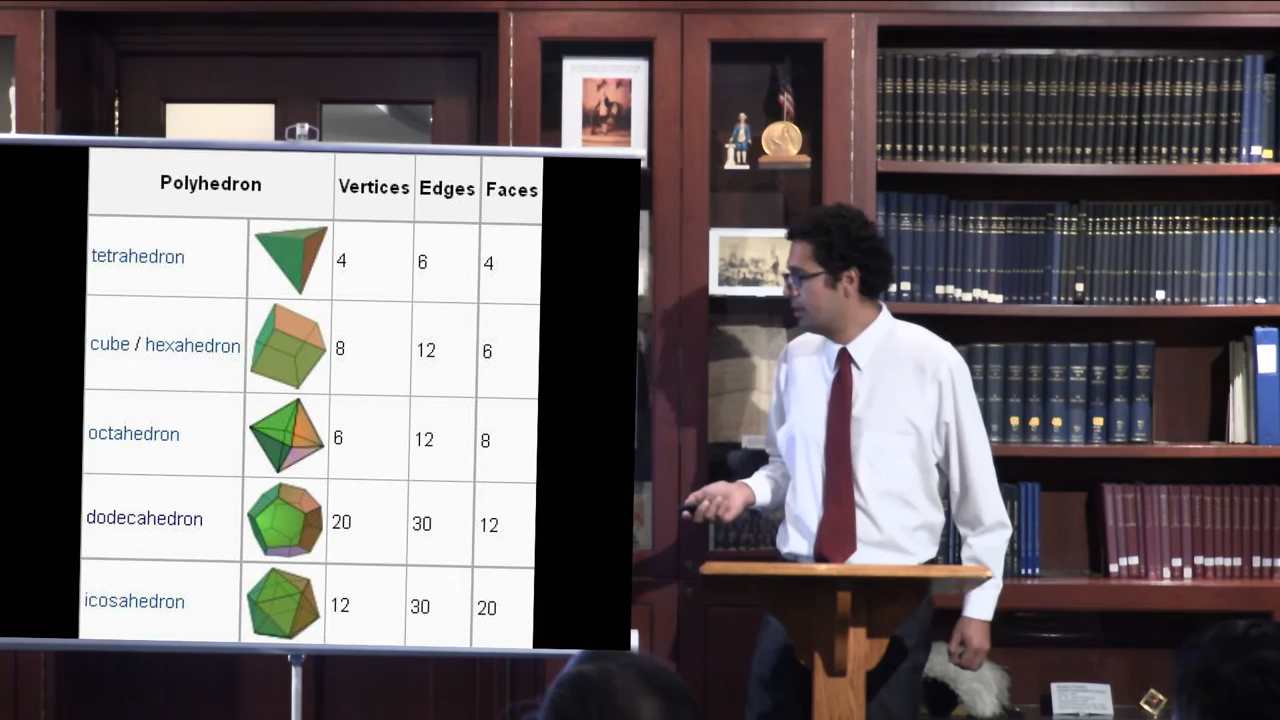 Polyhedron Vertices Edges Faces
tetrahedron 4 6 4
cube / hexahedron 8 12 6
octahedron 6 12 8
dodecahedron 20 30 12
icosahedron 12 30 20